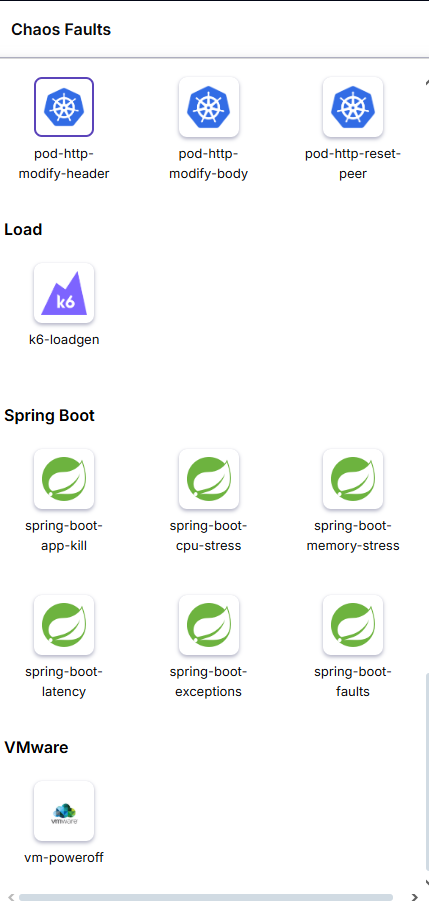 Chaos Faults
pod-http-
modify-header
pod-http-
modify-body
pod-http-reset-
peer
Load
k6
k6-loadgen
Spring Boot
spring-boot-
app-kill
spring-boot-
cpu-stress
spring-boot-
memory-stress
spring-boot-
latency
spring-boot-
exceptions
spring-boot-
faults
VMware
vmware
vm-poweroff